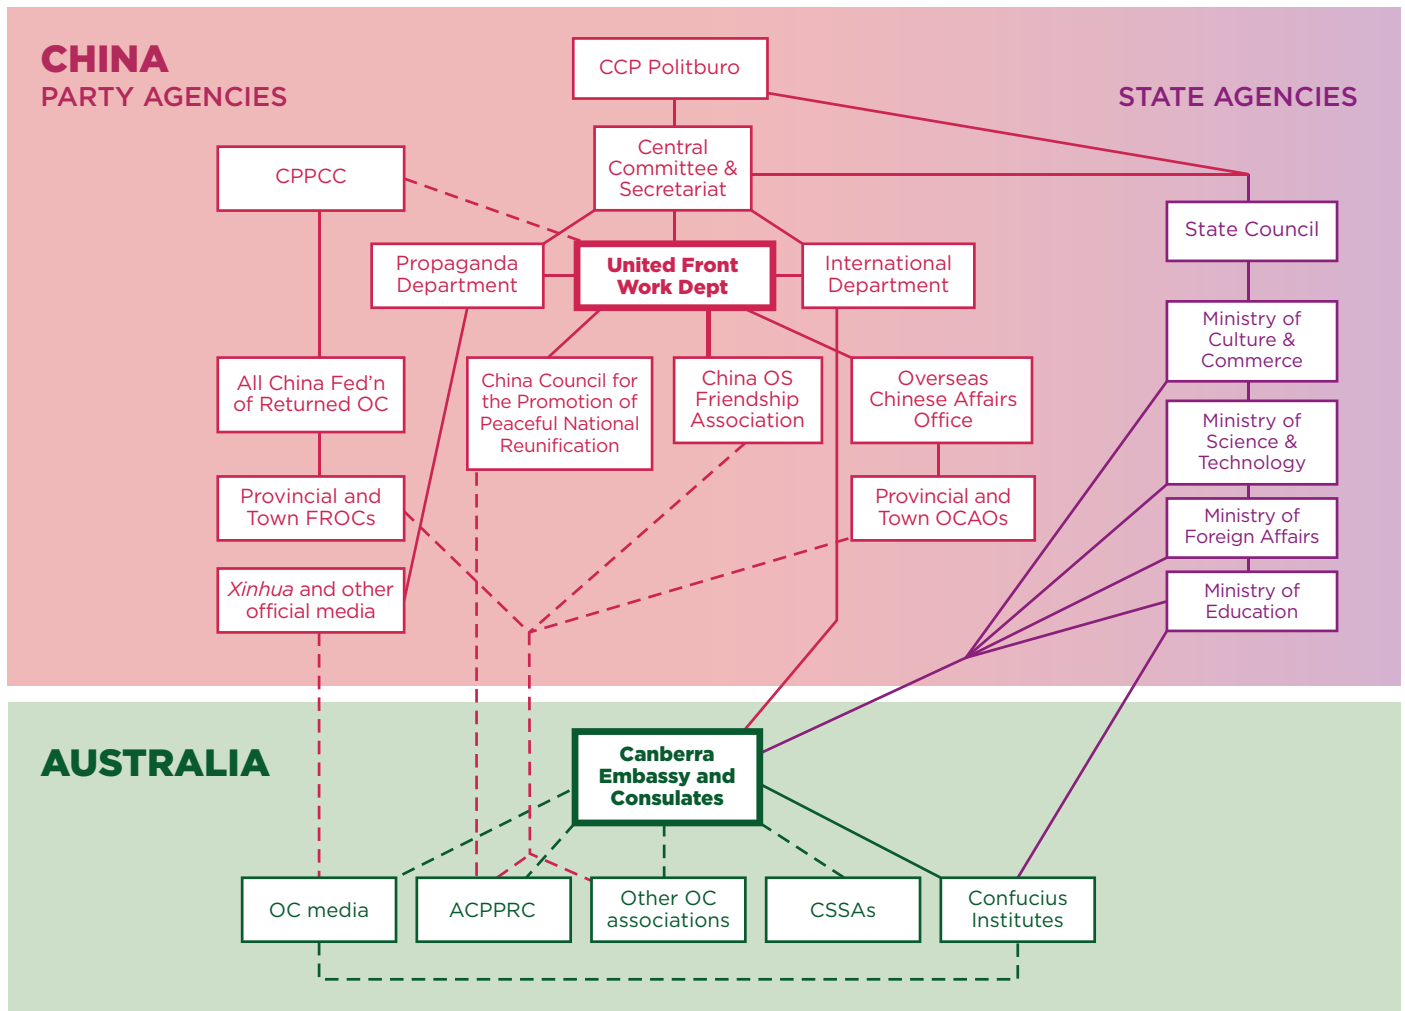 CHINA
PARTY AGENCIES
STATE AGENCIES
CCP Politburo
Central
Committee &
Secretariat
CPPCC
State Council
Propaganda
Department
United Front
Work Dept
International
Department
Ministry of
Culture &
Commerce
All China Fed’n
of Returned OC
China Council for
the Promotion of
Peaceful National
Reunification
China OS
Friendship
Association
Overseas
Chinese Affairs
Office
Ministry of
Science &
Technology
Provincial and
Town FROCs
Provincial and
Town OCAOs
Ministry of
Foreign Affairs
Xinhua and other
official media
Ministry of
Education
AUSTRALIA
Canberra
Embassy and
Consulates
OC media
ACPPRC
Other OC
associations
CSSAs
Confucius
Institutes